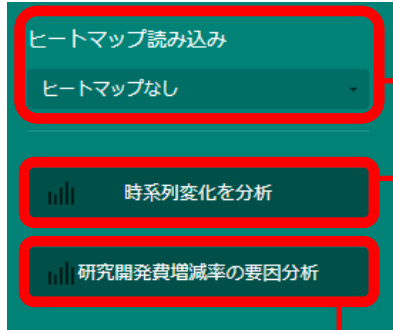 ヒートマップ読み込み
ヒートマップなし
時系列変化を分析
研究開発費増減率の要因分析